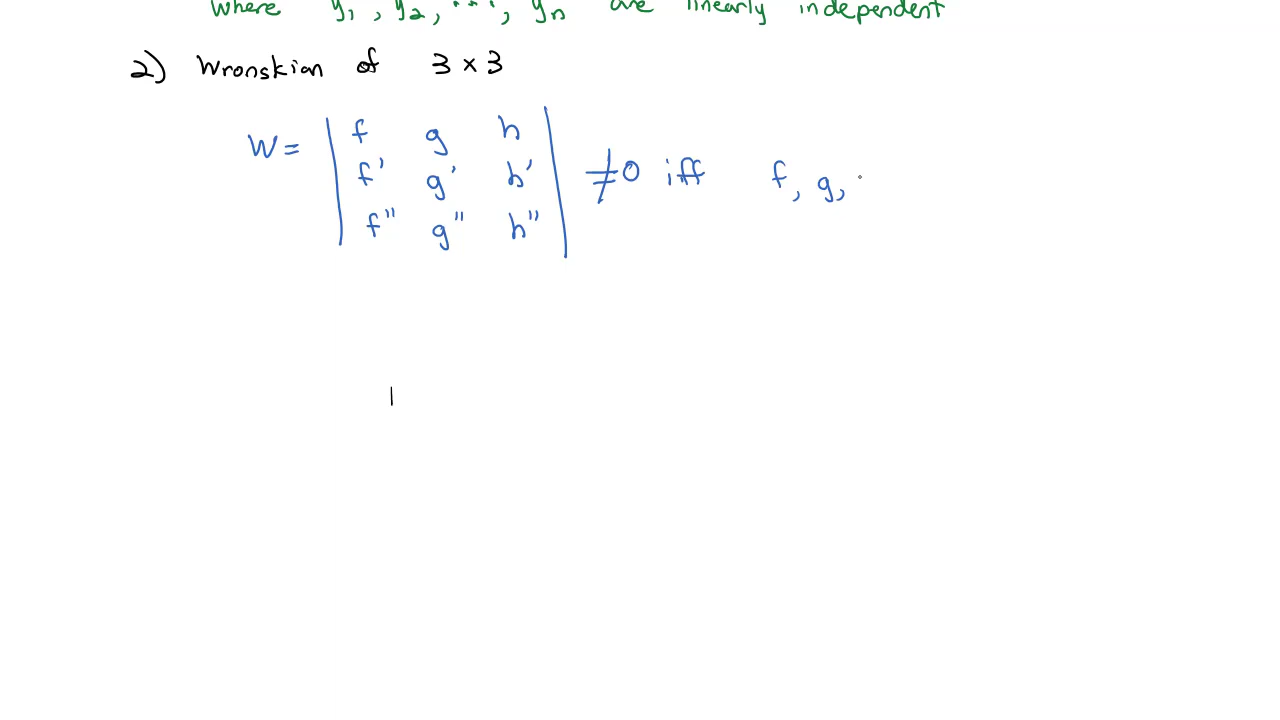 where y₁, y₂, ..., yₙ are linearly independent
2) Wronskian of 3 × 3
W = | f g h |
| f' g' h' | ≠0 iff f, g,
| f" g" h" |